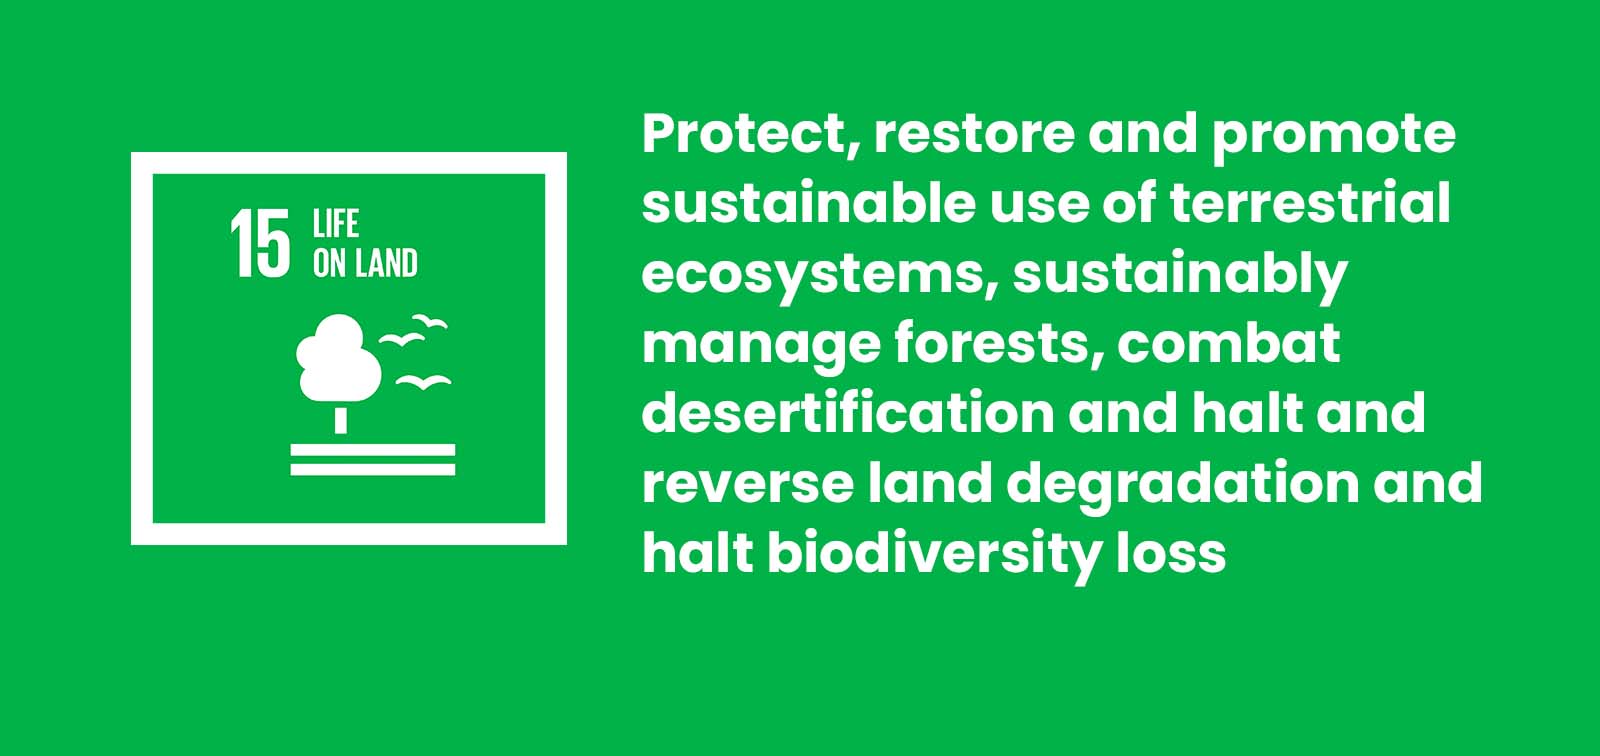 15 LIFE
ON LAND
Protect, restore and promote
sustainable use of terrestrial
ecosystems, sustainably
manage forests, combat
desertification and halt and
reverse land degradation and
halt biodiversity loss